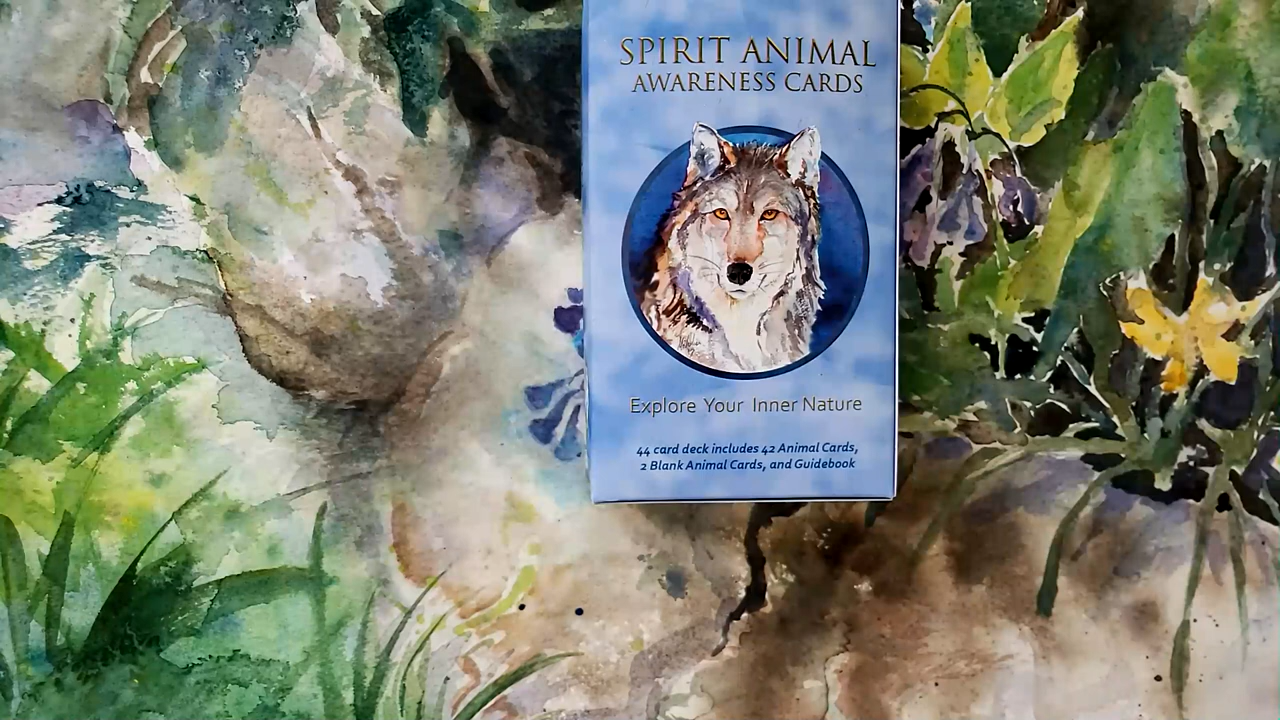 SPIRIT ANIMAL
AWARENESS CARDS
Explore Your Inner Nature
44 card deck includes 42 Animal Cards,
2 Blank Animal Cards, and Guidebook